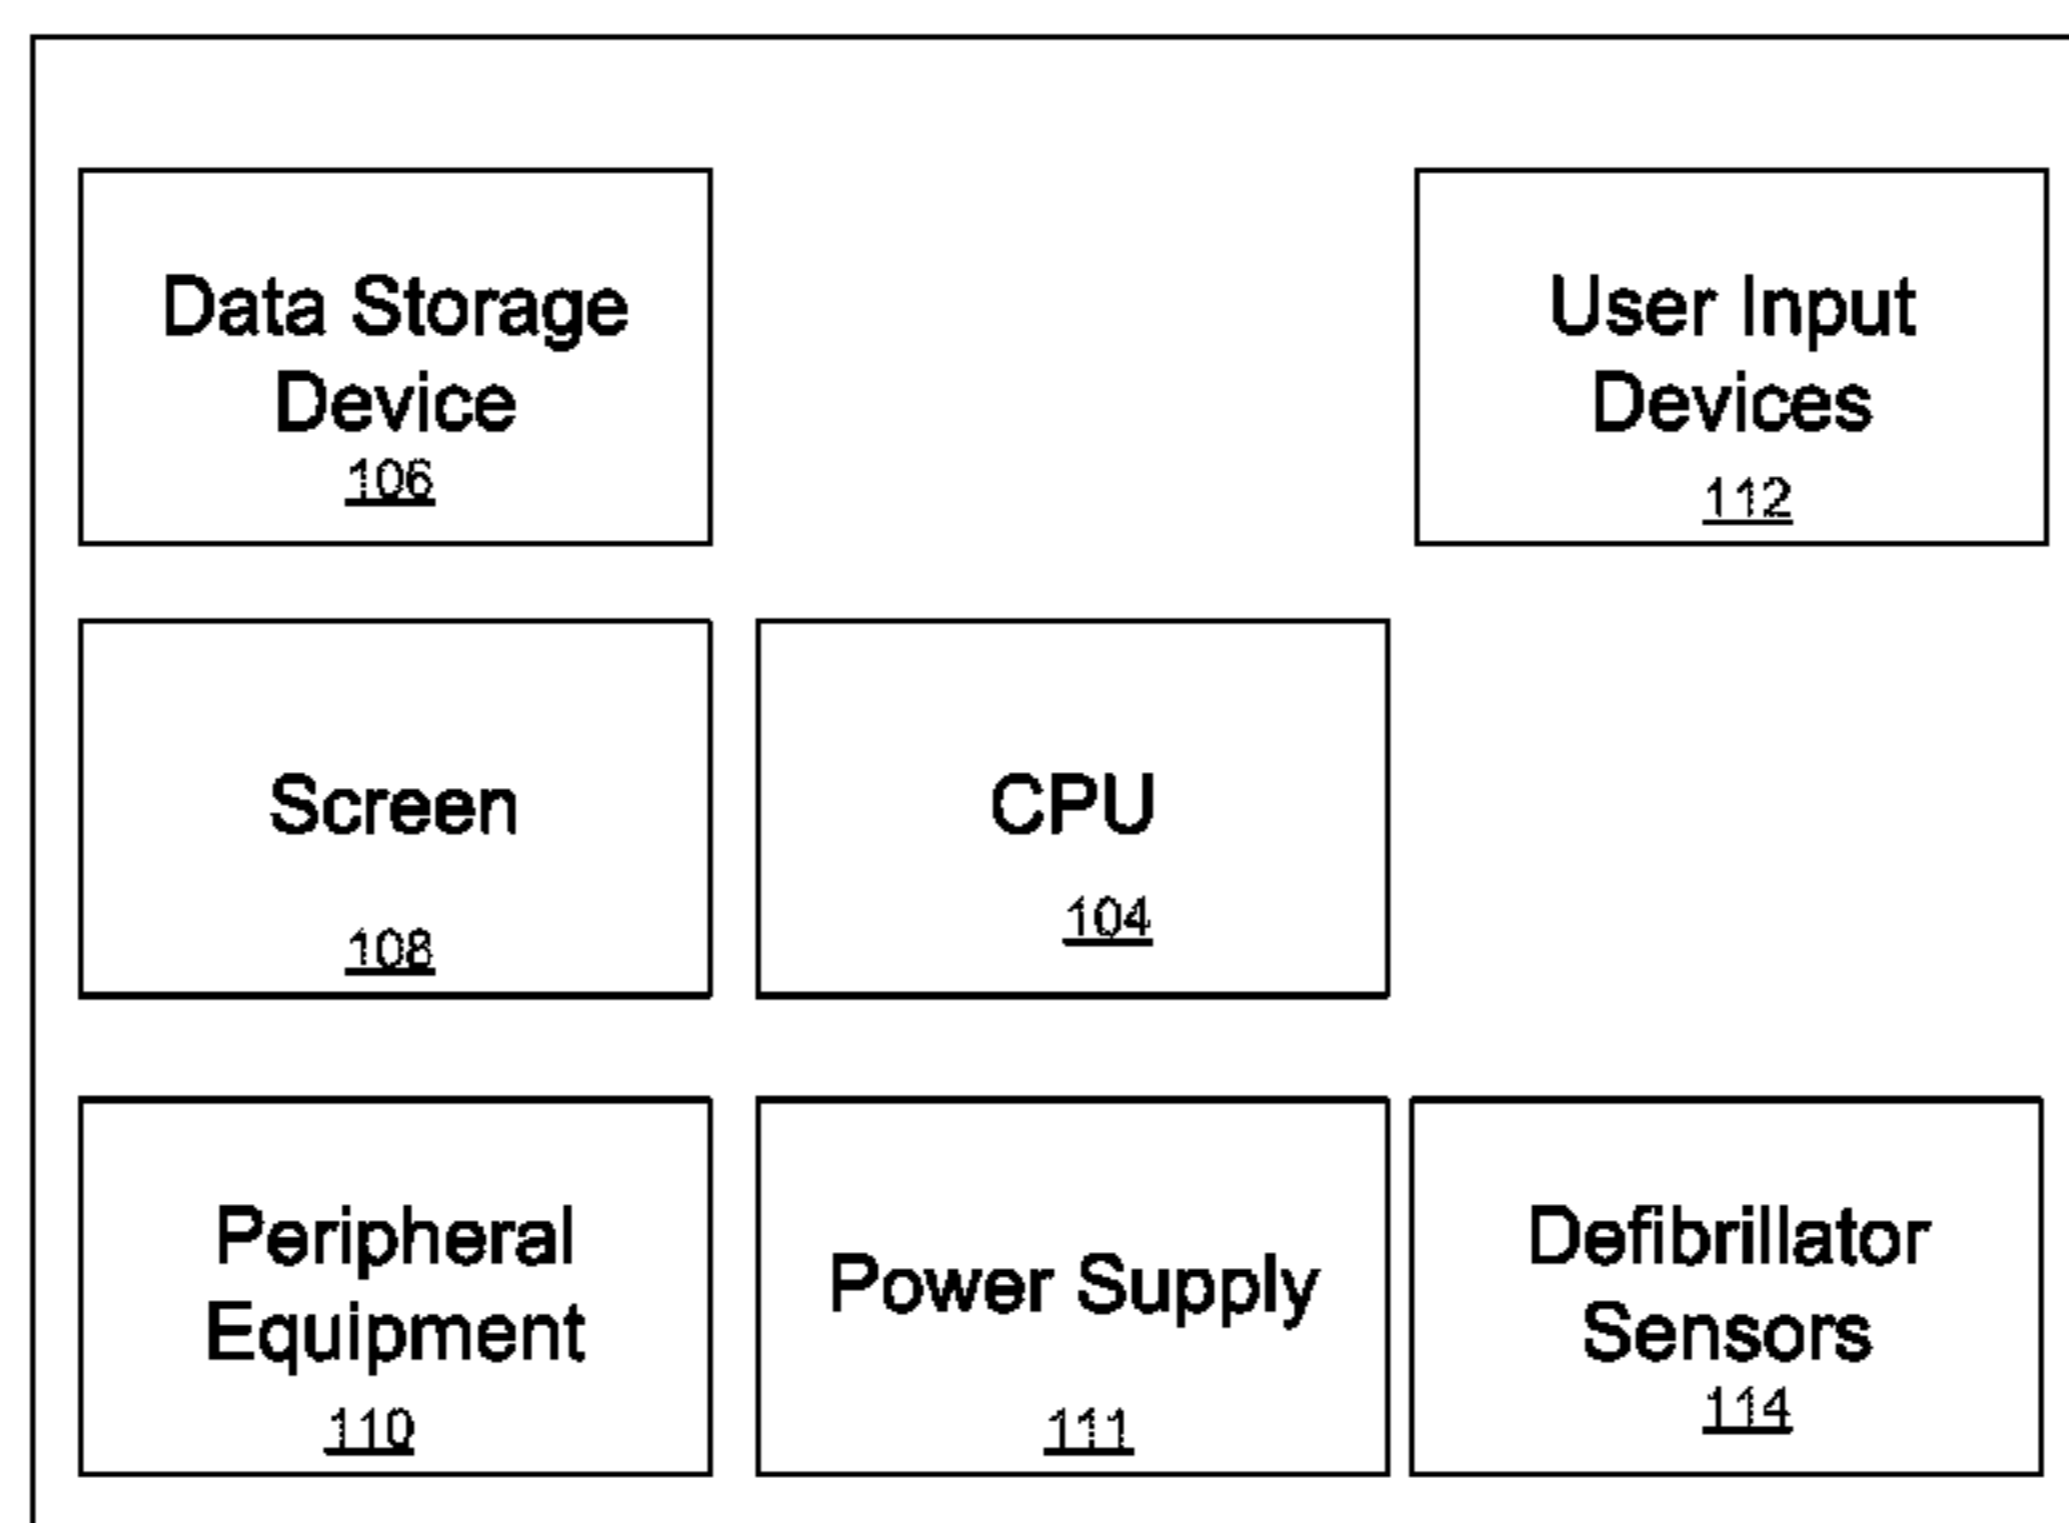 Data Storage
Device
106
User Input
Devices
112
Screen
108
CPU
104
Peripheral
Equipment
110
Power Supply
111
Defibrillator
Sensors
114